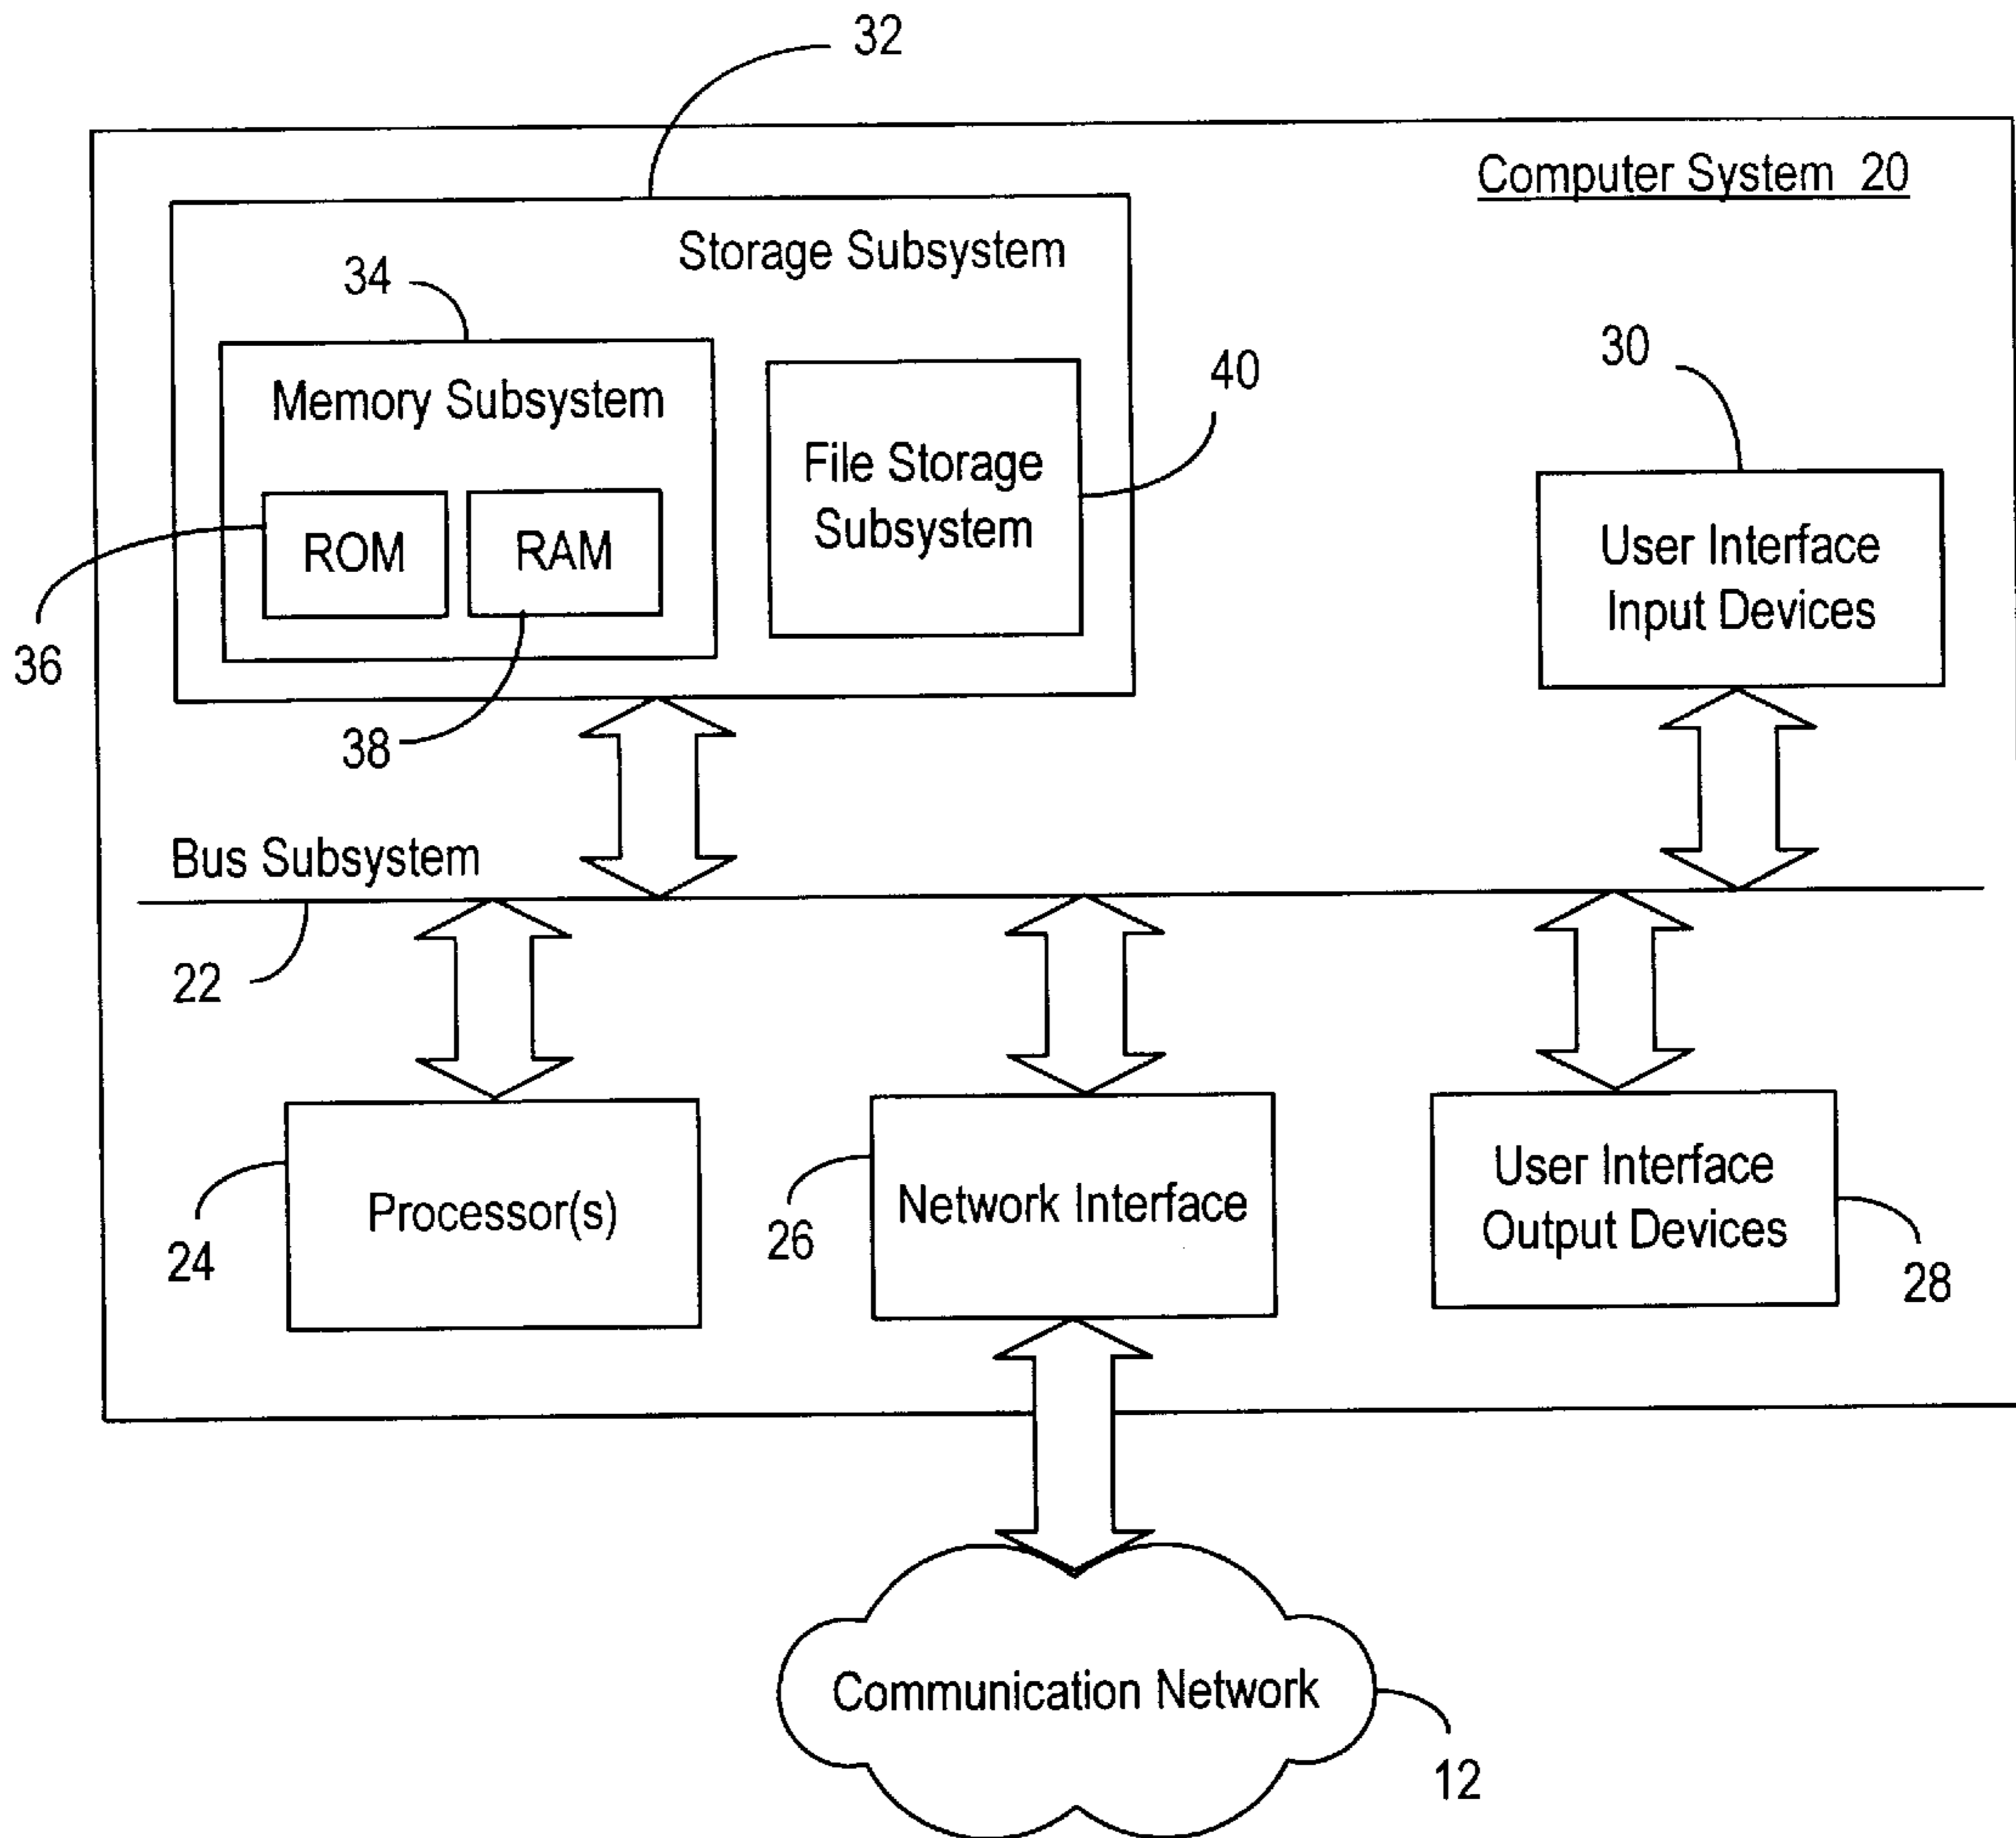 32
Computer System 20
Storage Subsystem
34
Memory Subsystem
30
40
File Storage
Subsystem
ROM
RAM
User Interface
Input Devices
36
38
Bus Subsystem
22
Processor(s)
24
Network Interface
26
User Interface
Output Devices
28
Communication Network
12